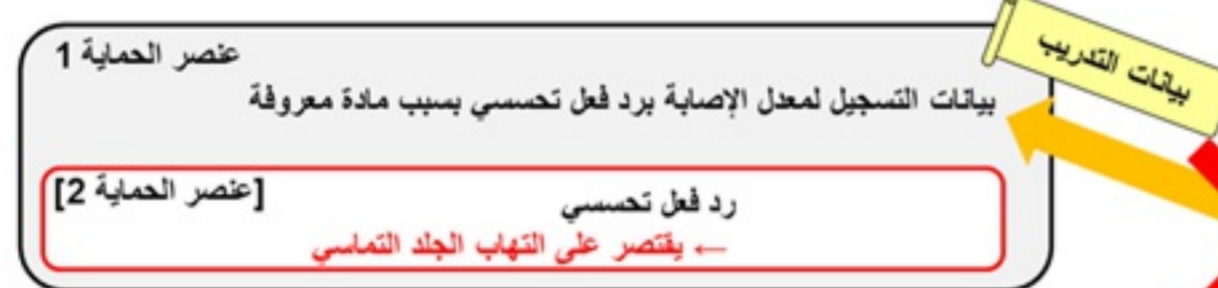 عنصر الحماية 1
بيانات التدريب
بيانات التسجيل لمعدل الإصابة برد فعل تحسسي بسبب مادة معروفة
[عنصر الحماية 2]
رد فعل تحسسي
← يقتصر على التهاب الجلد التماسي